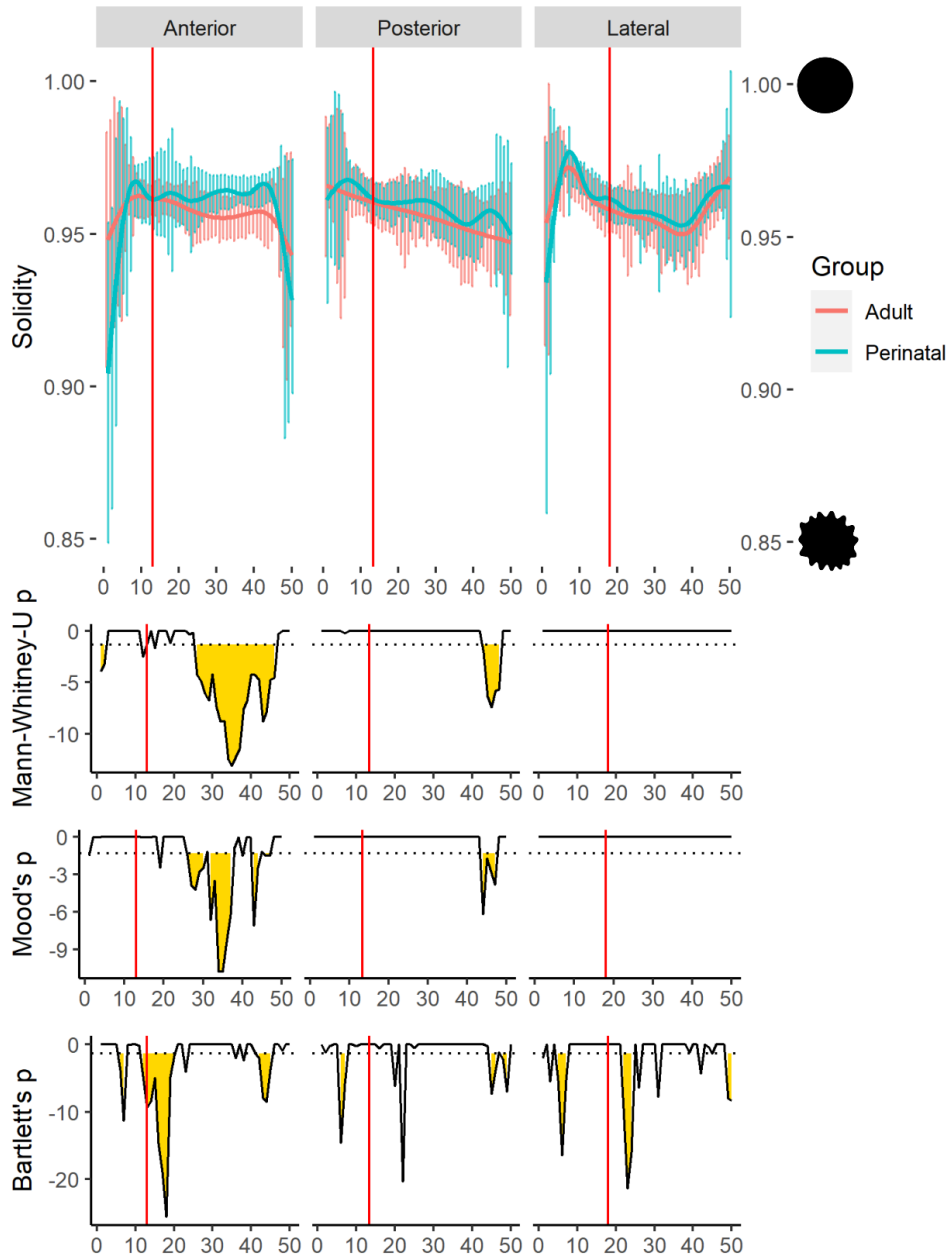 Anterior Posterior Lateral
1.00 1.00
0.95 0.95
Solidity
Group
Adult
Perinatal
0.90 0.90
0.85 0.85
0 10 20 30 40 50 0 10 20 30 40 50 0 10 20 30 40 50
Mann-Whitney-U p
0
-5
-10
0 10 20 30 40 50 0 10 20 30 40 50 0 10 20 30 40 50
Mood's p
0
-3
-6
-9
0 10 20 30 40 50 0 10 20 30 40 50 0 10 20 30 40 50
Bartlett's p
0
-10
-20
0 10 20 30 40 50 0 10 20 30 40 50 0 10 20 30 40 50